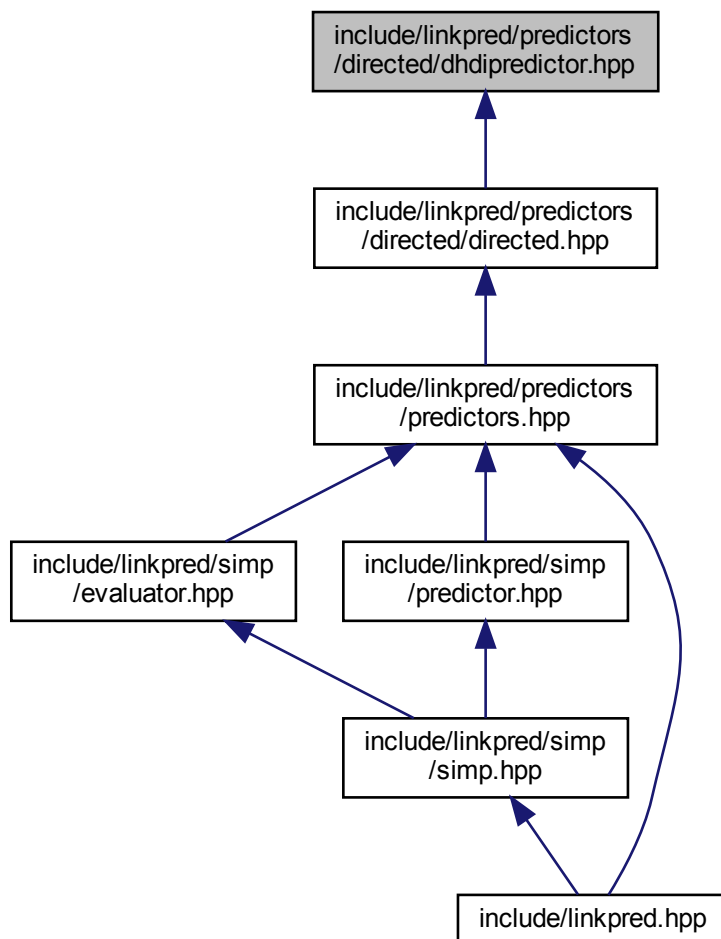 include/linkpred/predictors
/directed/dhdipredictor.hpp
include/linkpred/predictors
/directed/directed.hpp
include/linkpred/predictors
/predictors.hpp
include/linkpred/simp
/evaluator.hpp
include/linkpred/simp
/predictor.hpp
include/linkpred/simp
/simp.hpp
include/linkpred.hpp